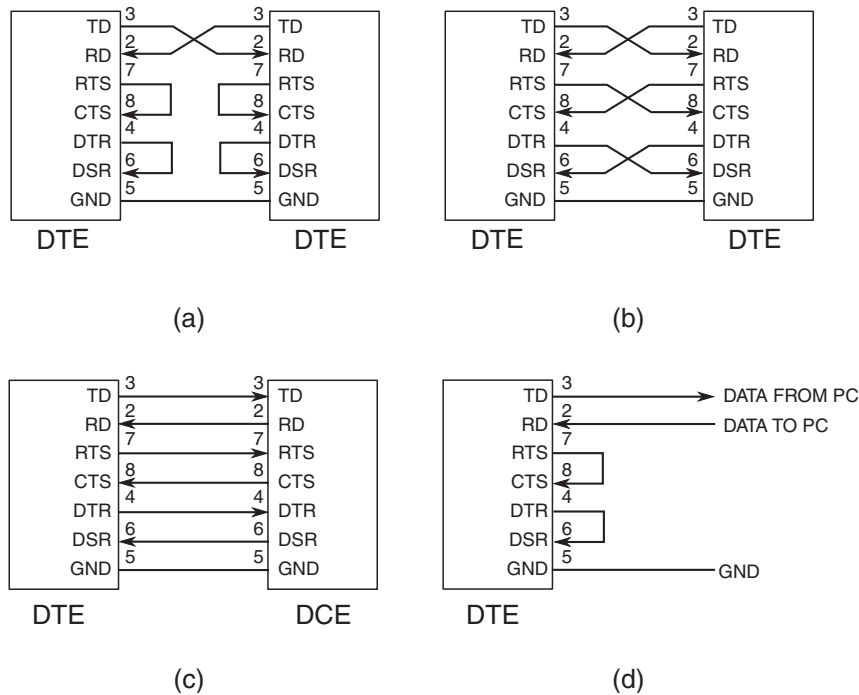 3 3
TD TD
2 2
RD RD
7 7
RTS RTS
8 8
CTS CTS
4 4
DTR DTR
6 6
DSR DSR
5 5
GND GND
DTE DTE
(a)
3 3
TD TD
2 2
RD RD
7 7
RTS RTS
8 8
CTS CTS
4 4
DTR DTR
6 6
DSR DSR
5 5
GND GND
DTE DTE
(b)
3 3
TD TD
2 2
RD RD
7 7
RTS RTS
8 8
CTS CTS
4 4
DTR DTR
6 6
DSR DSR
5 5
GND GND
DTE DCE
(c)
3
TD DATA FROM PC
2
RD DATA TO PC
7
RTS
8
CTS
4
DTR
6
DSR
5
GND GND
DTE
(d)